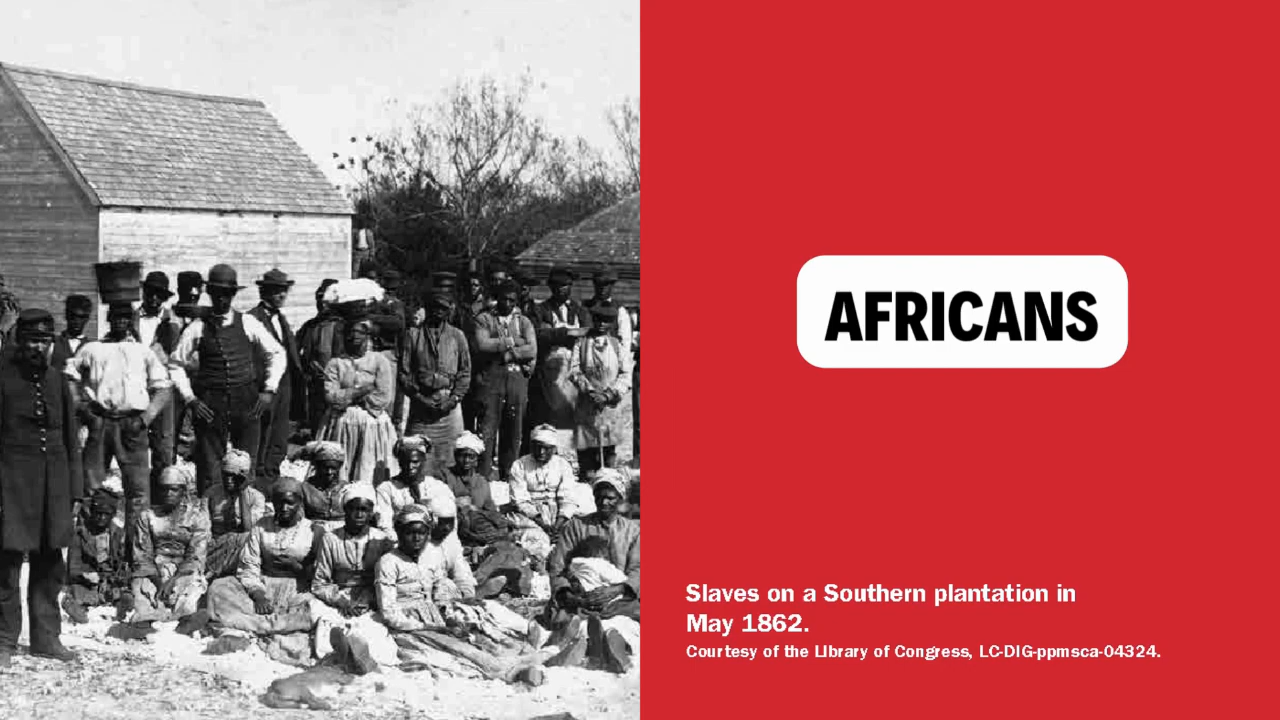 AFRICANS
Slaves on a Southern plantation in
May 1862.
Courtesy of the Library of Congress, LC-DIG-ppmsca-04324.